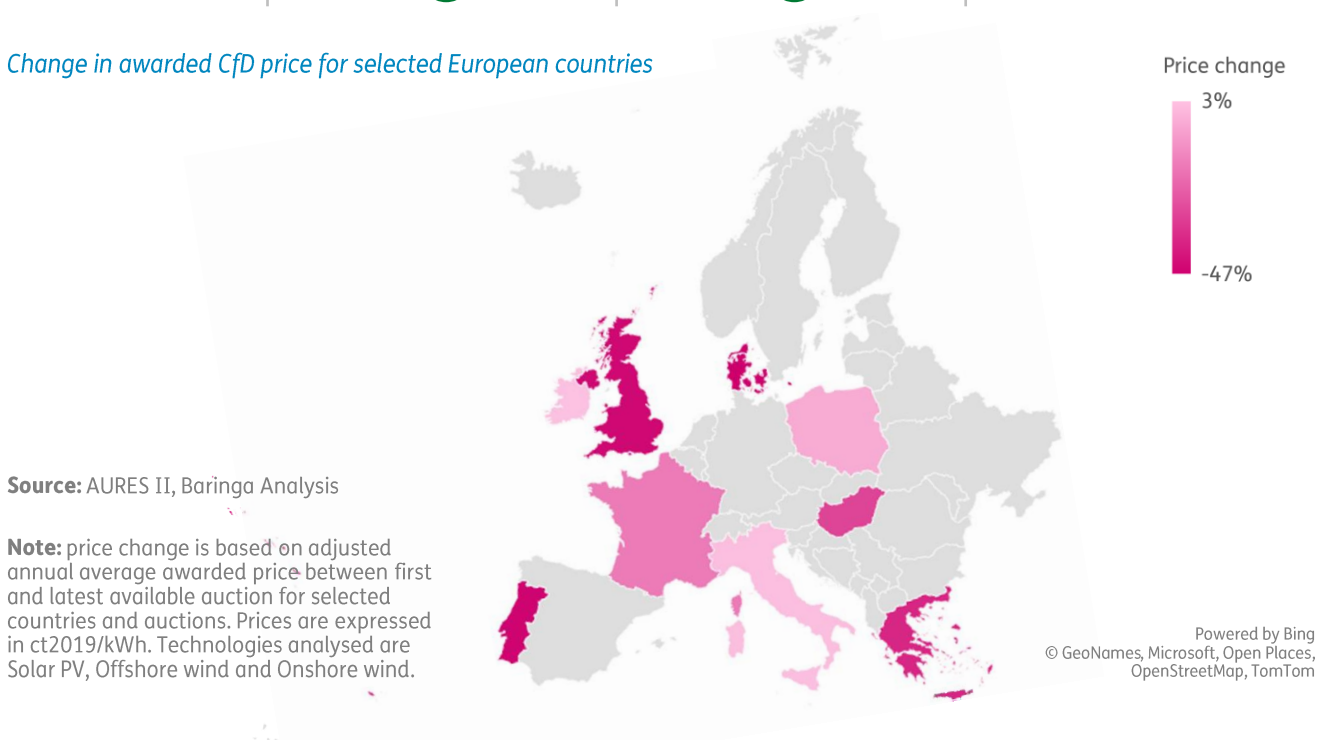 Change in awarded CfD price for selected European countries
Price change
3%
-47%
Source: AURES II, Baringa Analysis
Note: price change is based on adjusted
annual average awarded price between first
and latest available auction for selected
countries and auctions. Prices are expressed
in ct2019/kWh. Technologies analysed are
Solar PV, Offshore wind and Onshore wind.
Powered by Bing
© GeoNames, Microsoft, Open Places,
OpenStreetMap, TomTom